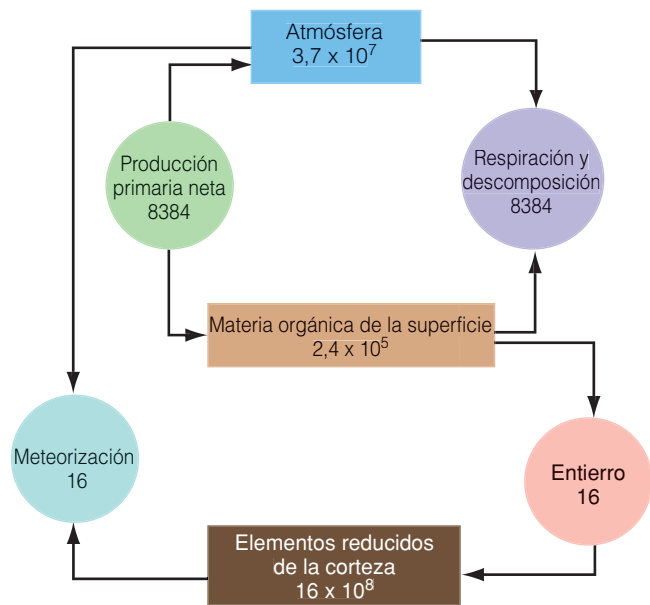 Atmósfera
3,7 x 10⁷
Producción
primaria neta
8384
Respiración y
descomposición
8384
Materia orgánica de la superficie
2,4 x 10⁵
Meteorización
16
Entierro
16
Elementos reducidos
de la corteza
16 x 10⁸